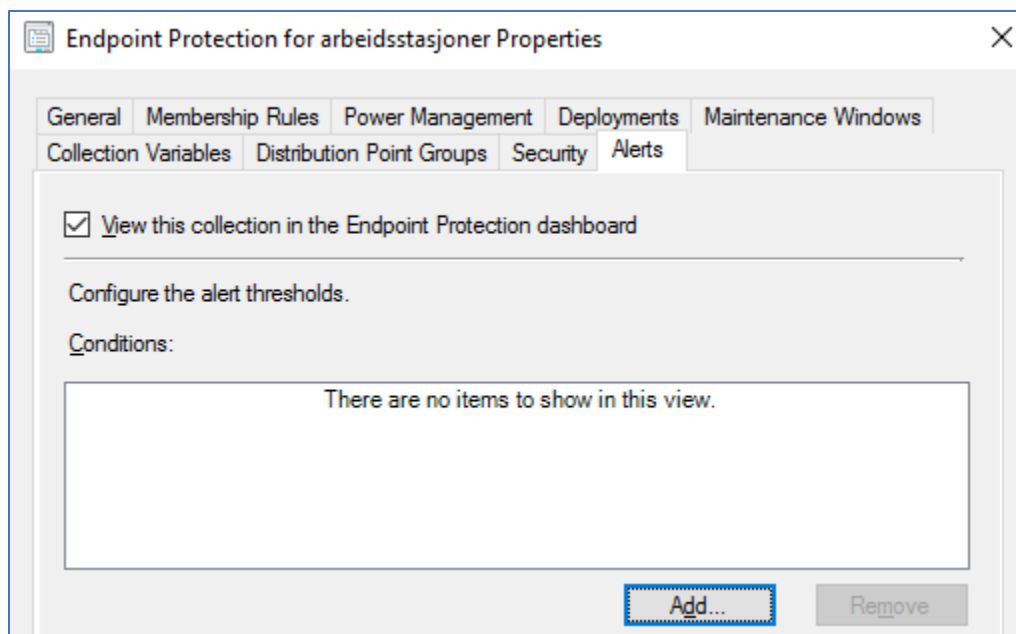 Endpoint Protection for arbeidsstasjoner Properties
General Membership Rules Power Management Deployments Maintenance Windows
Collection Variables Distribution Point Groups Security Alerts
View this collection in the Endpoint Protection dashboard
Configure the alert thresholds.
Conditions:
There are no items to show in this view.
Add... Remove